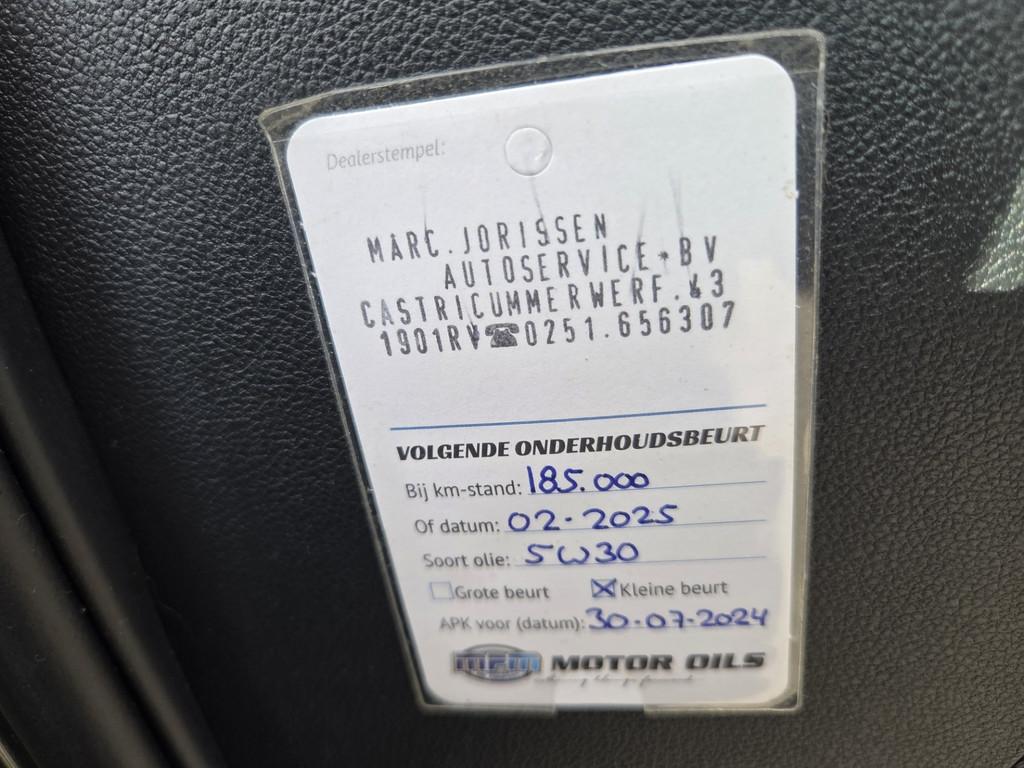 Dealerstempel:
MARC.JORISSEN
AUTOSERVICE*BV
CASTRICUMMERWERF.43
1901RV☎0251.656307
VOLGENDE ONDERHOUDSBEURT
Bij km-stand: 185.000
Of datum: 02-2025
Soort olie: 5W30
Grote beurt ☒Kleine beurt
APK voor (datum): 30-07-2024
MPM MOTOR OILS